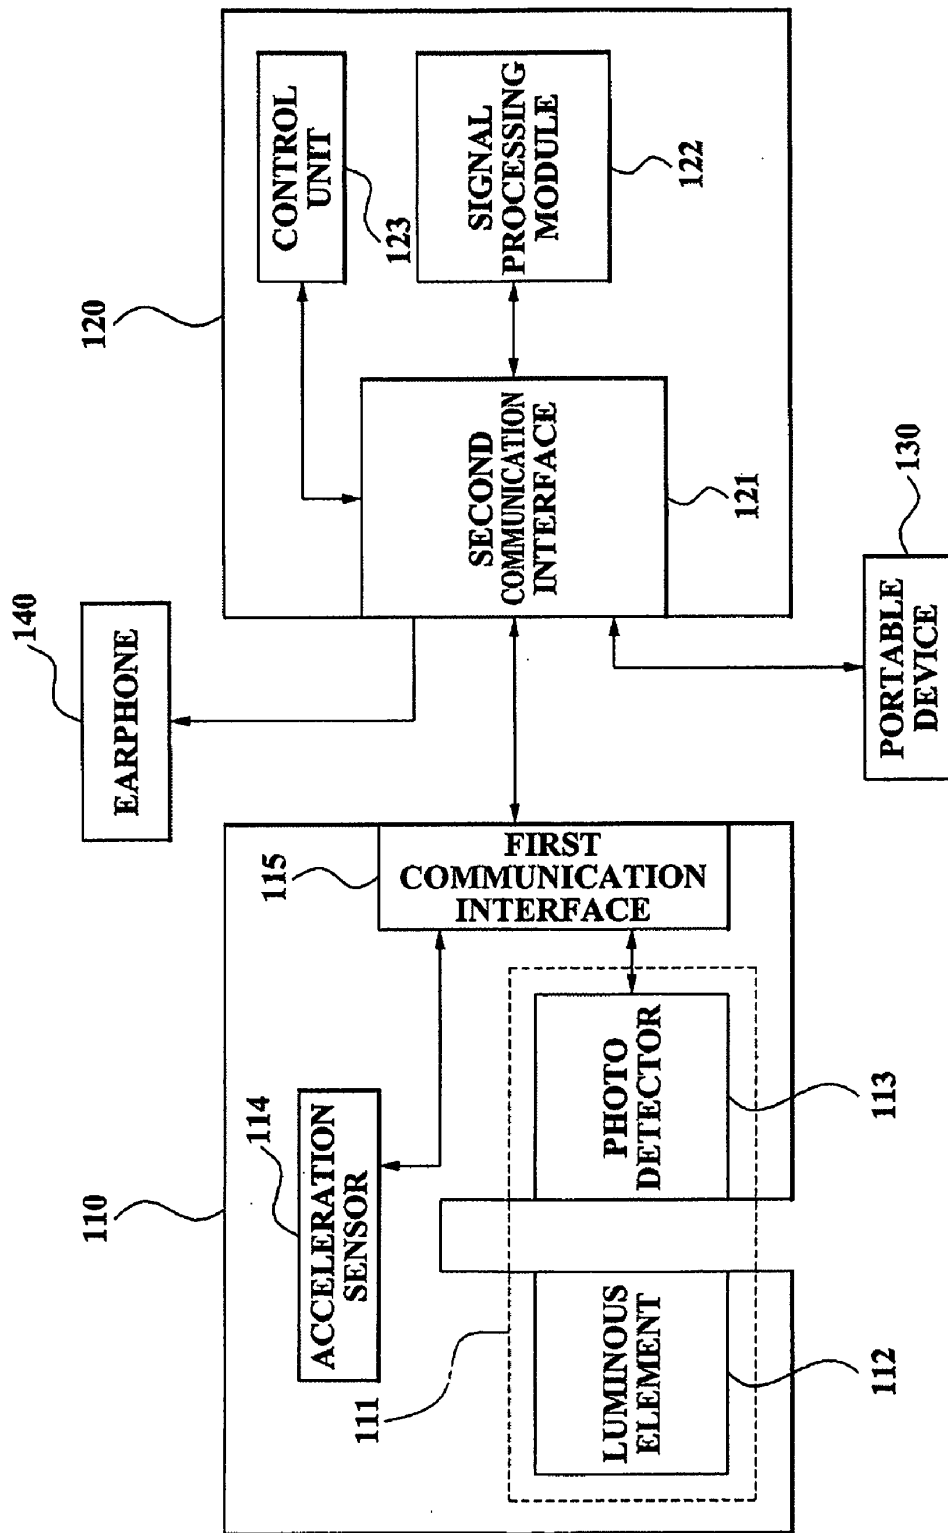 110
114
ACCELERATION
SENSOR
111
LUMINOUS
ELEMENT
112
PHOTO
DETECTOR
113
115
FIRST
COMMUNICATION
INTERFACE
140
EARPHONE
130
PORTABLE
DEVICE
120
SECOND
COMMUNICATION
INTERFACE
121
CONTROL
UNIT
123
SIGNAL
PROCESSING
MODULE
122